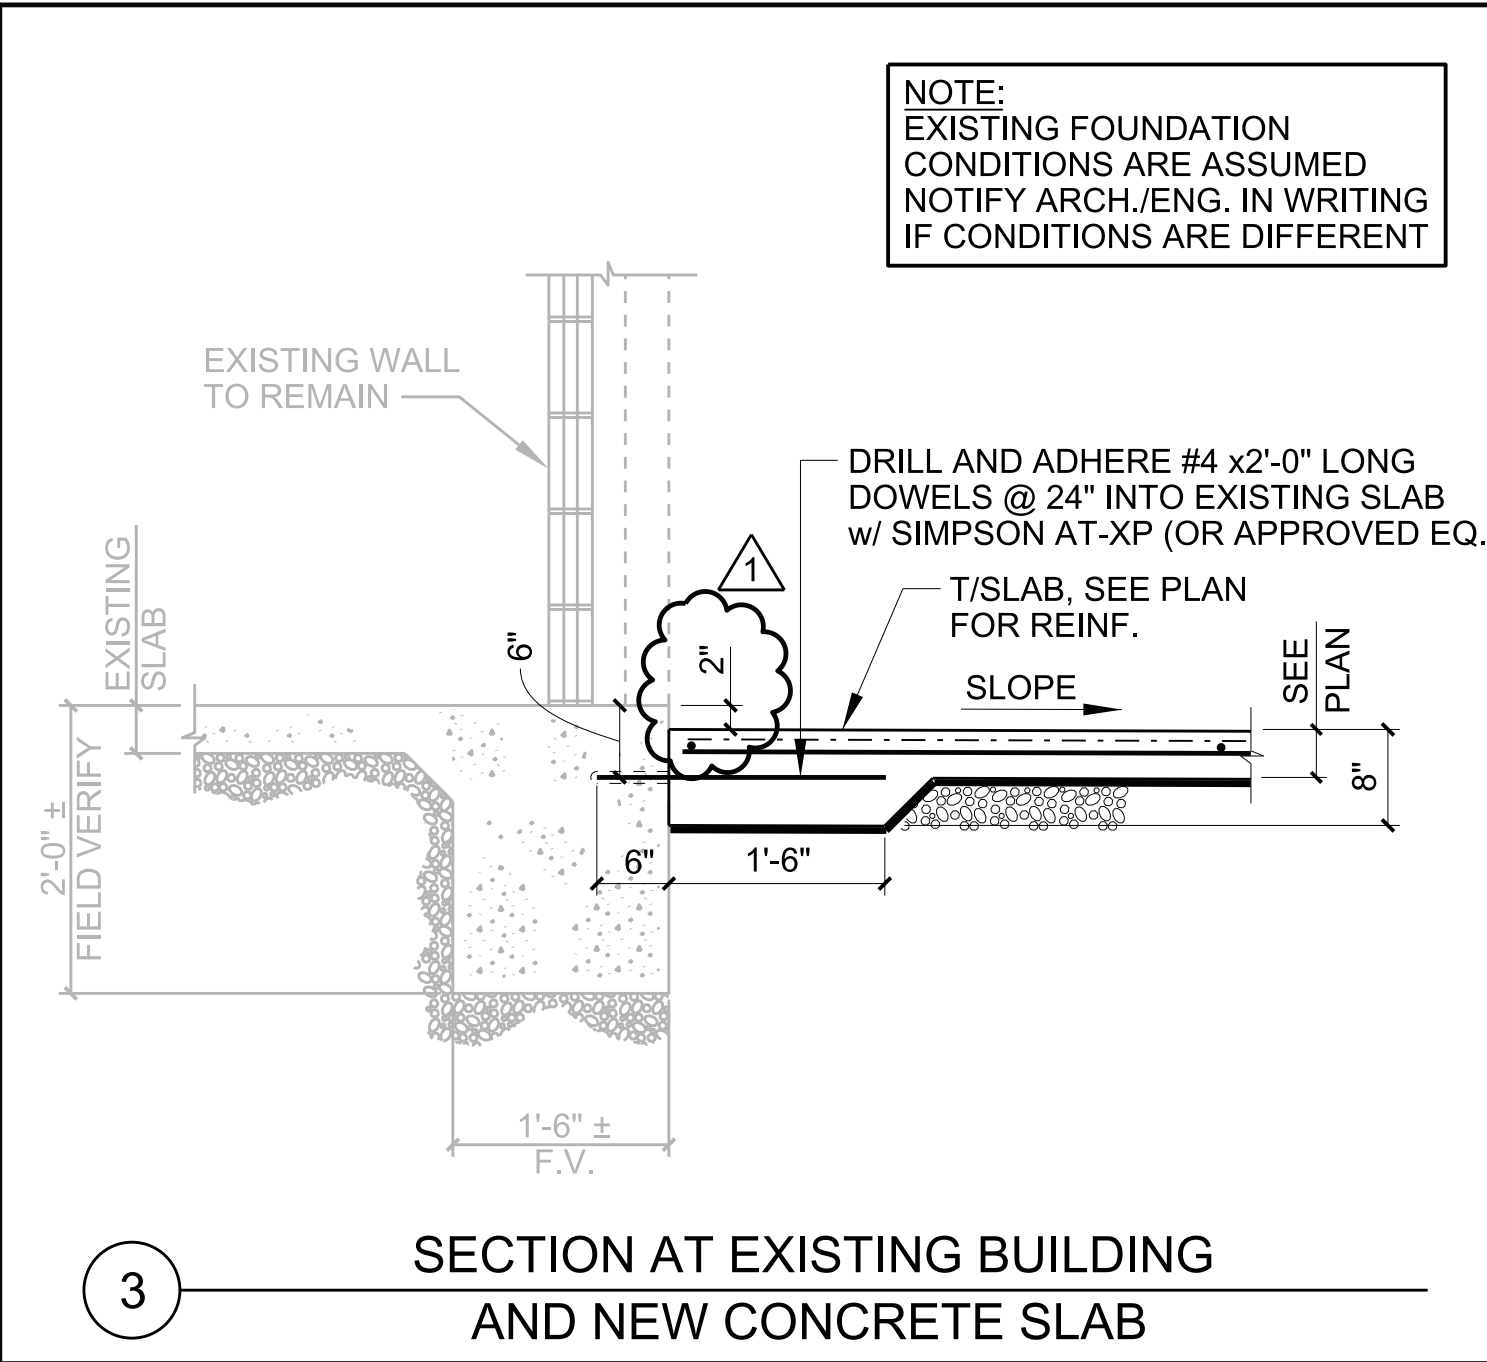 NOTE:
EXISTING FOUNDATION
CONDITIONS ARE ASSUMED
NOTIFY ARCH./ENG. IN WRITING
IF CONDITIONS ARE DIFFERENT
EXISTING WALL
TO REMAIN
DRILL AND ADHERE #4 x2'-0" LONG
DOWELS @ 24" INTO EXISTING SLAB
w/ SIMPSON AT-XP (OR APPROVED EQ.
1
T/SLAB, SEE PLAN
FOR REINF.
EXISTING
SLAB
6"
2"
SLOPE
SEE
PLAN
8"
2'-0" ±
FIELD VERIFY
6"
1'-6"
1'-6" ±
F.V.
3
SECTION AT EXISTING BUILDING
AND NEW CONCRETE SLAB